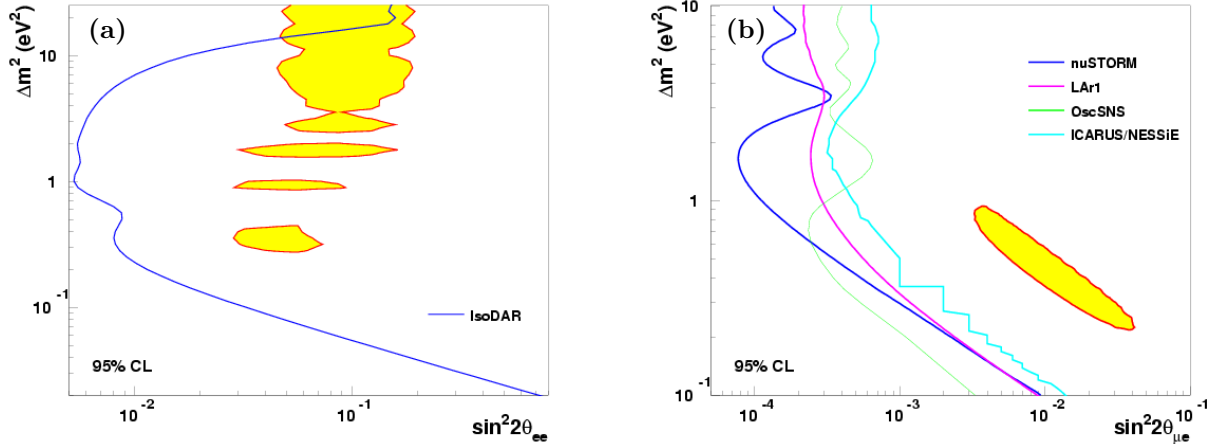 (a)
Δm² (eV²)
10
1
10⁻¹
IsoDAR
95% CL
10⁻²
10⁻¹
sin²2θₑₑ
(b)
Δm² (eV²)
10
nuSTORM
LAr1
OscSNS
ICARUS/NESSiE
1
95% CL
10⁻¹
10⁻⁴
10⁻³
10⁻²
10⁻¹
sin²2θμₑ